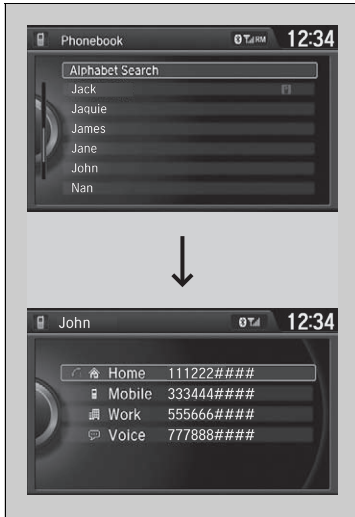 Phonebook RM 12:34
Alphabet Search
Jack
Jaquie
James
Jane
John
Nan
John 12:34
Home 111222####
Mobile 333444####
Work 555666####
Voice 777888####